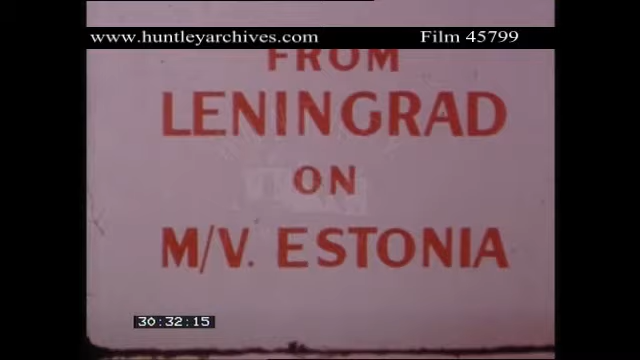 www.huntleyarchives.com Film 45799
FROM
LENINGRAD
ON
M/V. ESTONIA
30:32:15